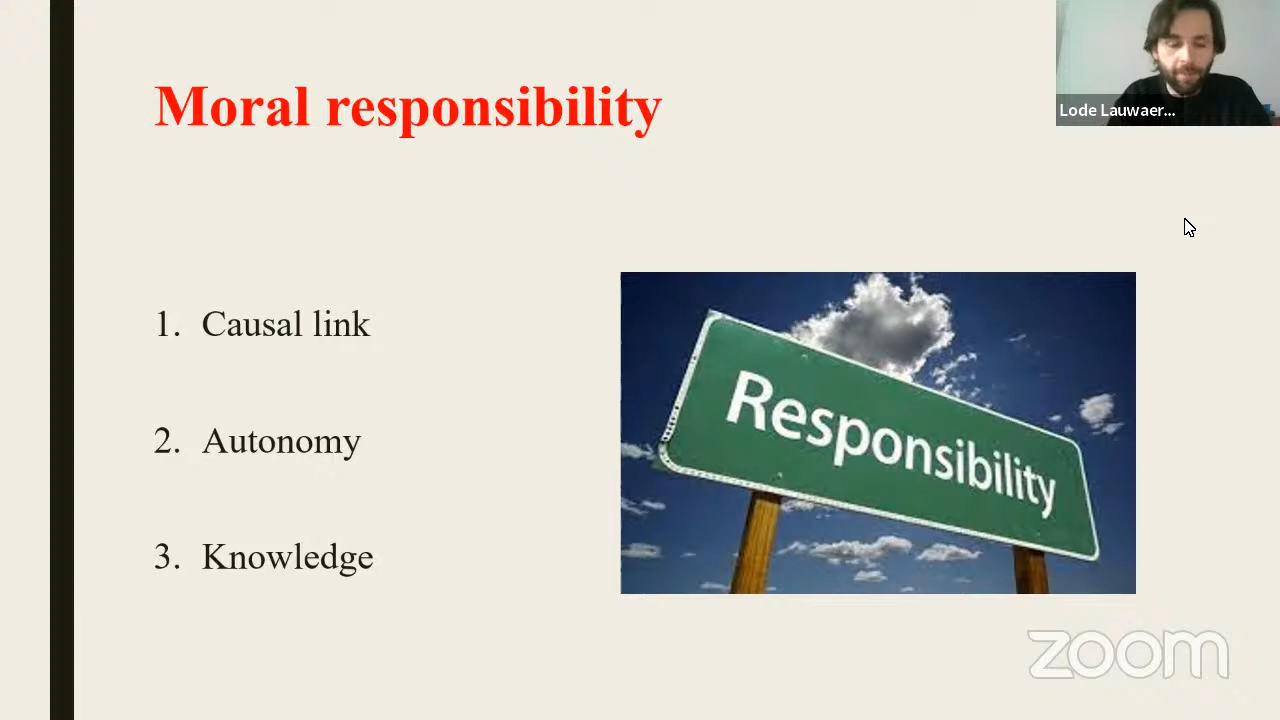 Moral responsibility
Lode Lauwaer...
1. Causal link
2. Autonomy
3. Knowledge
Responsibility
zoom